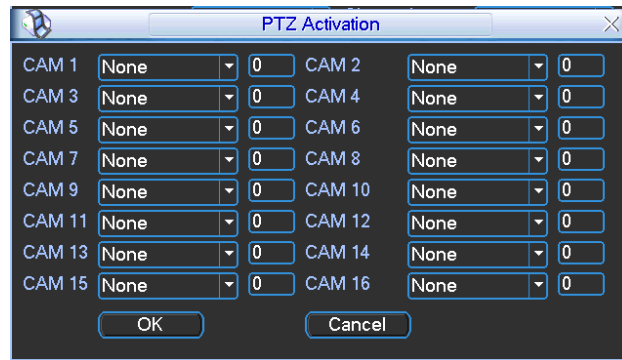 PTZ Activation
CAM 1 None 0 CAM 2 None 0
CAM 3 None 0 CAM 4 None 0
CAM 5 None 0 CAM 6 None 0
CAM 7 None 0 CAM 8 None 0
CAM 9 None 0 CAM 10 None 0
CAM 11 None 0 CAM 12 None 0
CAM 13 None 0 CAM 14 None 0
CAM 15 None 0 CAM 16 None 0
OK Cancel